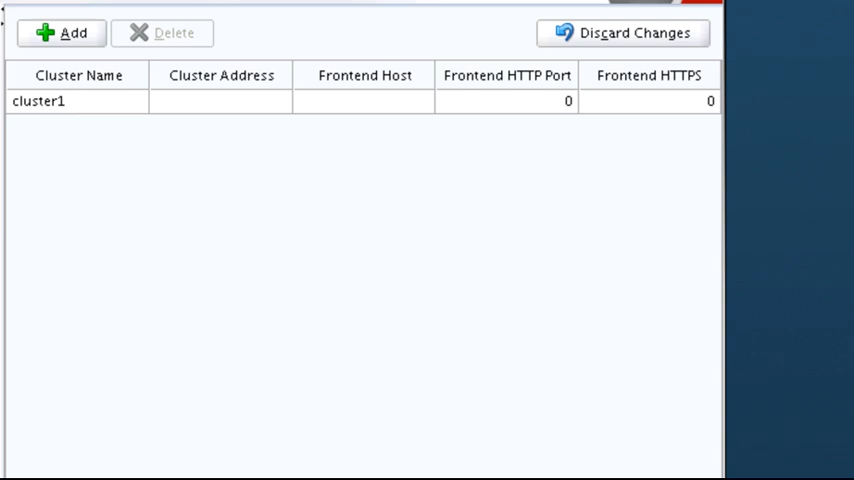 Add Delete Discard Changes
Cluster Name Cluster Address Frontend Host Frontend HTTP Port Frontend HTTPS
cluster1 0 0